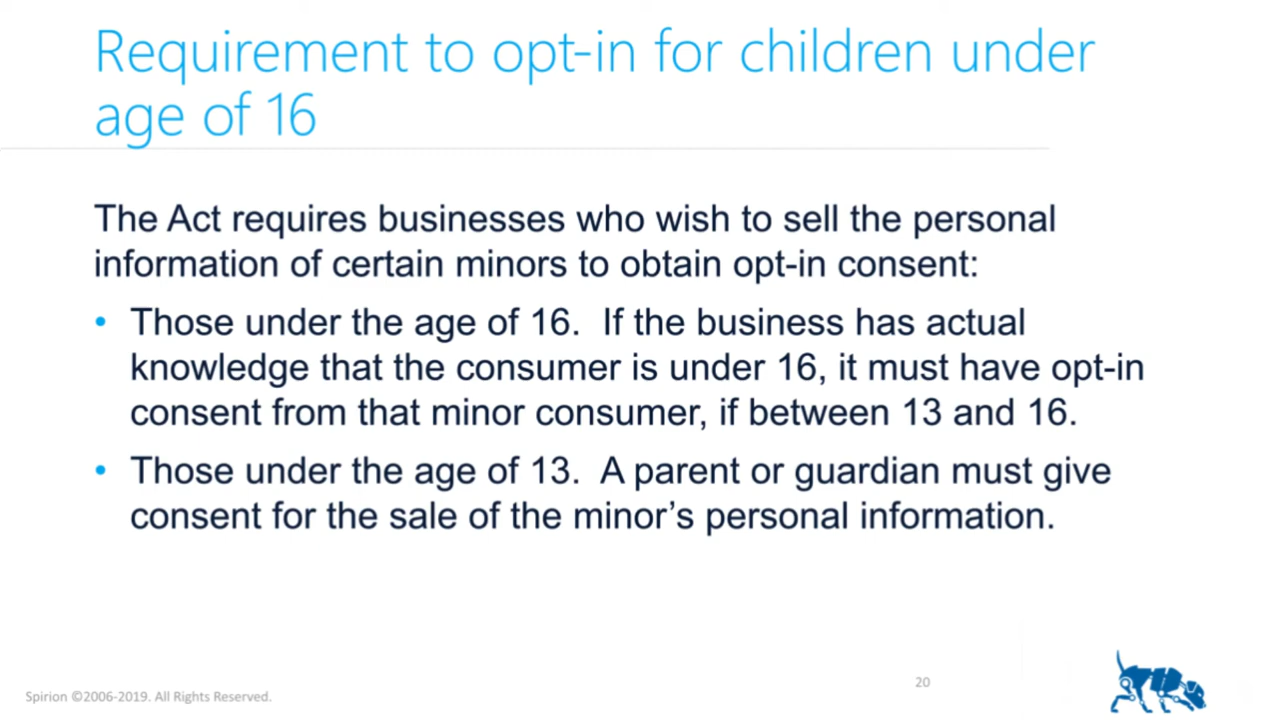 Requirement to opt-in for children under
age of 16
The Act requires businesses who wish to sell the personal
information of certain minors to obtain opt-in consent:
• Those under the age of 16.  If the business has actual
knowledge that the consumer is under 16, it must have opt-in
consent from that minor consumer, if between 13 and 16.
• Those under the age of 13.  A parent or guardian must give
consent for the sale of the minor’s personal information.
Spirion ©2006-2019. All Rights Reserved.
20